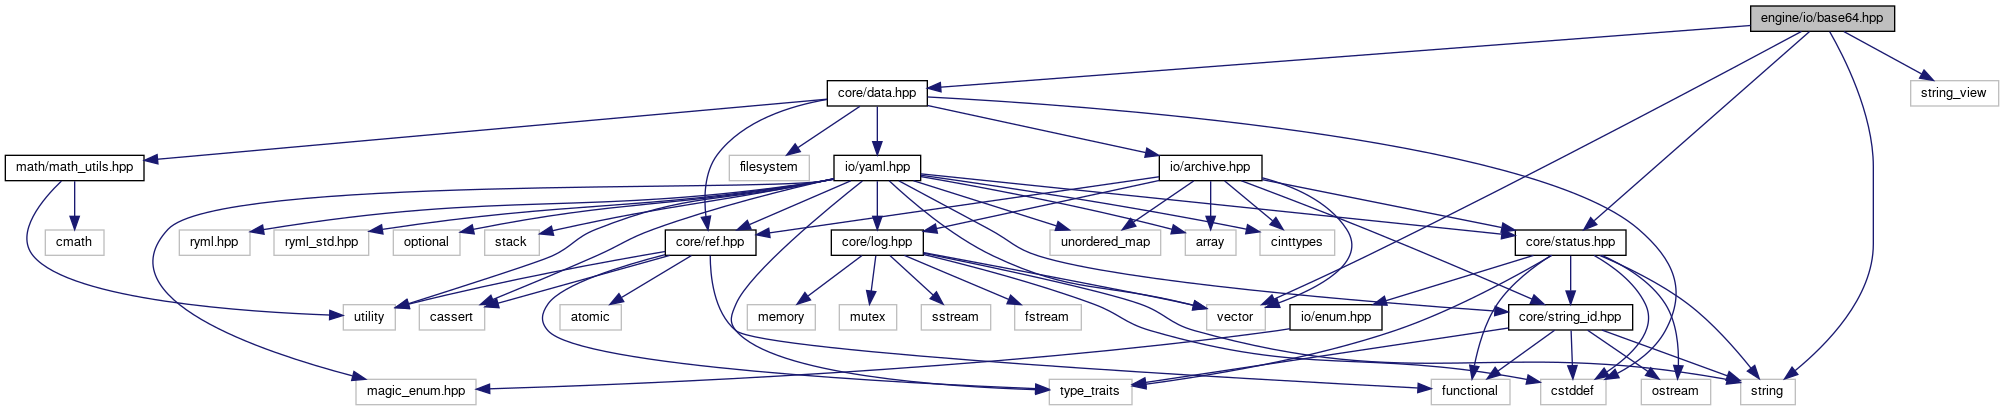 engine/io/base64.hpp
core/data.hpp
string_view
math/math_utils.hpp
filesystem
io/yaml.hpp
io/archive.hpp
cmath
ryml.hpp
ryml_std.hpp
optional
stack
core/ref.hpp
core/log.hpp
unordered_map
array
cinttypes
core/status.hpp
utility
cassert
atomic
memory
mutex
sstream
fstream
vector
io/enum.hpp
core/string_id.hpp
magic_enum.hpp
type_traits
functional
cstddef
ostream
string